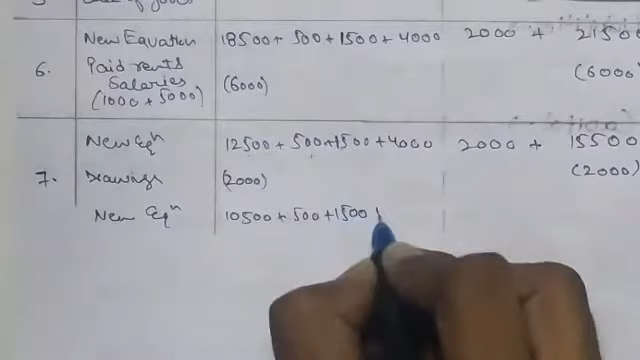 New Equation 18500 + 500 + 1500 + 4000 2000 + 21500
6. Paid rents (6000)
Salaries (6000)
(1000 + 5000)
New Eqn 12500 + 500 + 1500 + 4000 2000 + 15500
7. Drawings (2000) (2000)
New Eqn 10500 + 500 + 1500